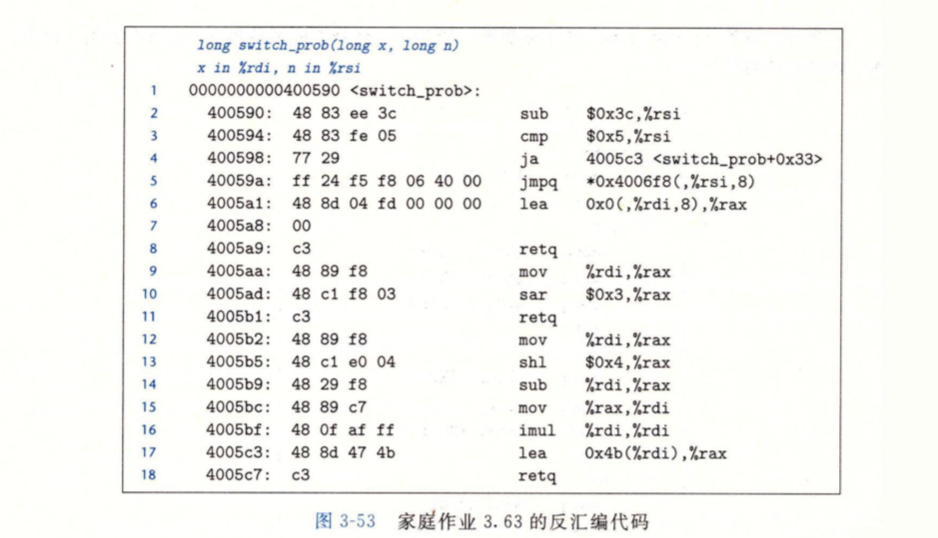 long switch_prob(long x, long n)
x in %rdi, n in %rsi
1 0000000000400590 <switch_prob>:
2 400590: 48 83 ee 3c sub $0x3c,%rsi
3 400594: 48 83 fe 05 cmp $0x5,%rsi
4 400598: 77 29 ja 4005c3 <switch_prob+0x33>
5 40059a: ff 24 f5 f8 06 40 00 jmpq *0x4006f8(,%rsi,8)
6 4005a1: 48 8d 04 fd 00 00 00 lea 0x0(,%rdi,8),%rax
7 4005a8: 00
8 4005a9: c3 retq
9 4005aa: 48 89 f8 mov %rdi,%rax
10 4005ad: 48 c1 f8 03 sar $0x3,%rax
11 4005b1: c3 retq
12 4005b2: 48 89 f8 mov %rdi,%rax
13 4005b5: 48 c1 e0 04 shl $0x4,%rax
14 4005b9: 48 29 f8 sub %rdi,%rax
15 4005bc: 48 89 c7 mov %rax,%rdi
16 4005bf: 48 0f af ff imul %rdi,%rdi
17 4005c3: 48 8d 47 4b lea 0x4b(%rdi),%rax
18 4005c7: c3 retq
图 3-53 家庭作业 3.63 的反汇编代码